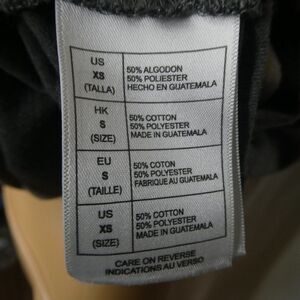 US
XS
(TALLA)
50% ALGODON
50% POLIESTER
HECHO EN GUATEMALA
HK
S
(SIZE)
50% COTTON
50% POLYESTER
MADE IN GUATEMALA
EU
S
(TAILLE)
50% COTON
50% POLYESTER
FABRIQUE AU GUATEMALA
US
XS
(SIZE)
50% COTTON
50% POLYESTER
MADE IN GUATEMALA
CARE ON REVERSE
INDICATIONS AU VERSO